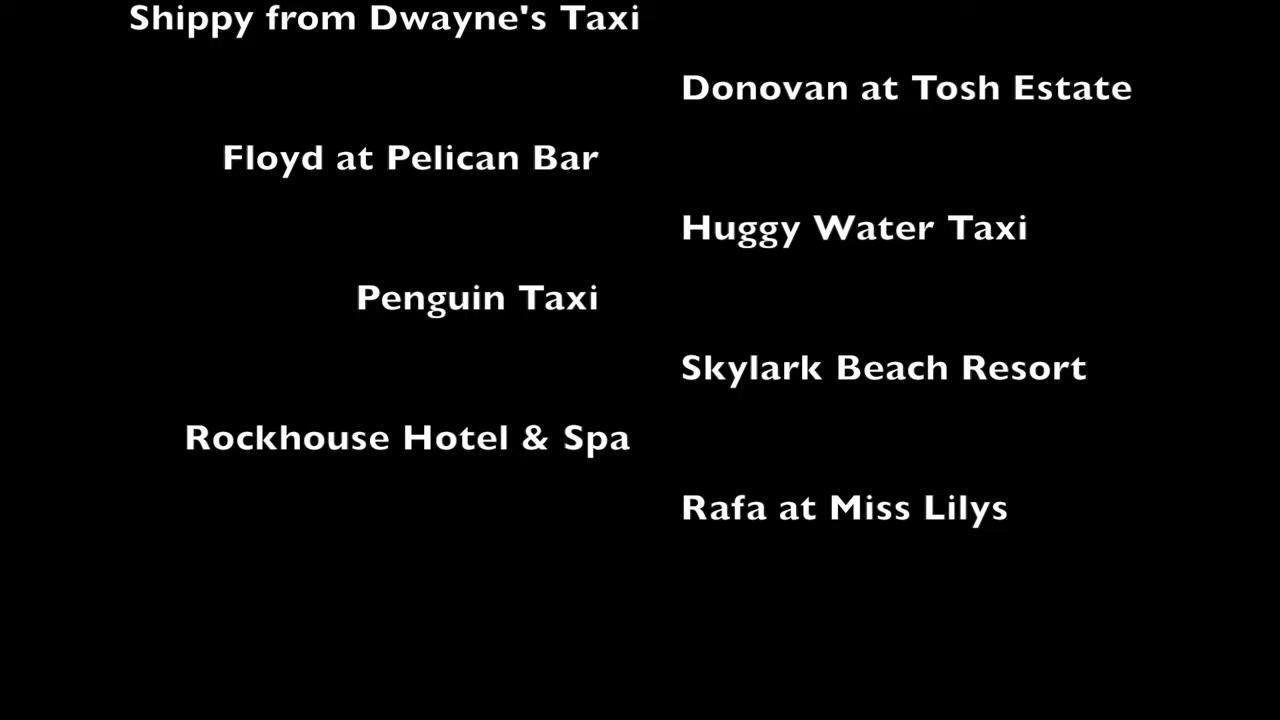 Shippy from Dwayne's Taxi
Donovan at Tosh Estate
Floyd at Pelican Bar
Huggy Water Taxi
Penguin Taxi
Skylark Beach Resort
Rockhouse Hotel & Spa
Rafa at Miss Lilys